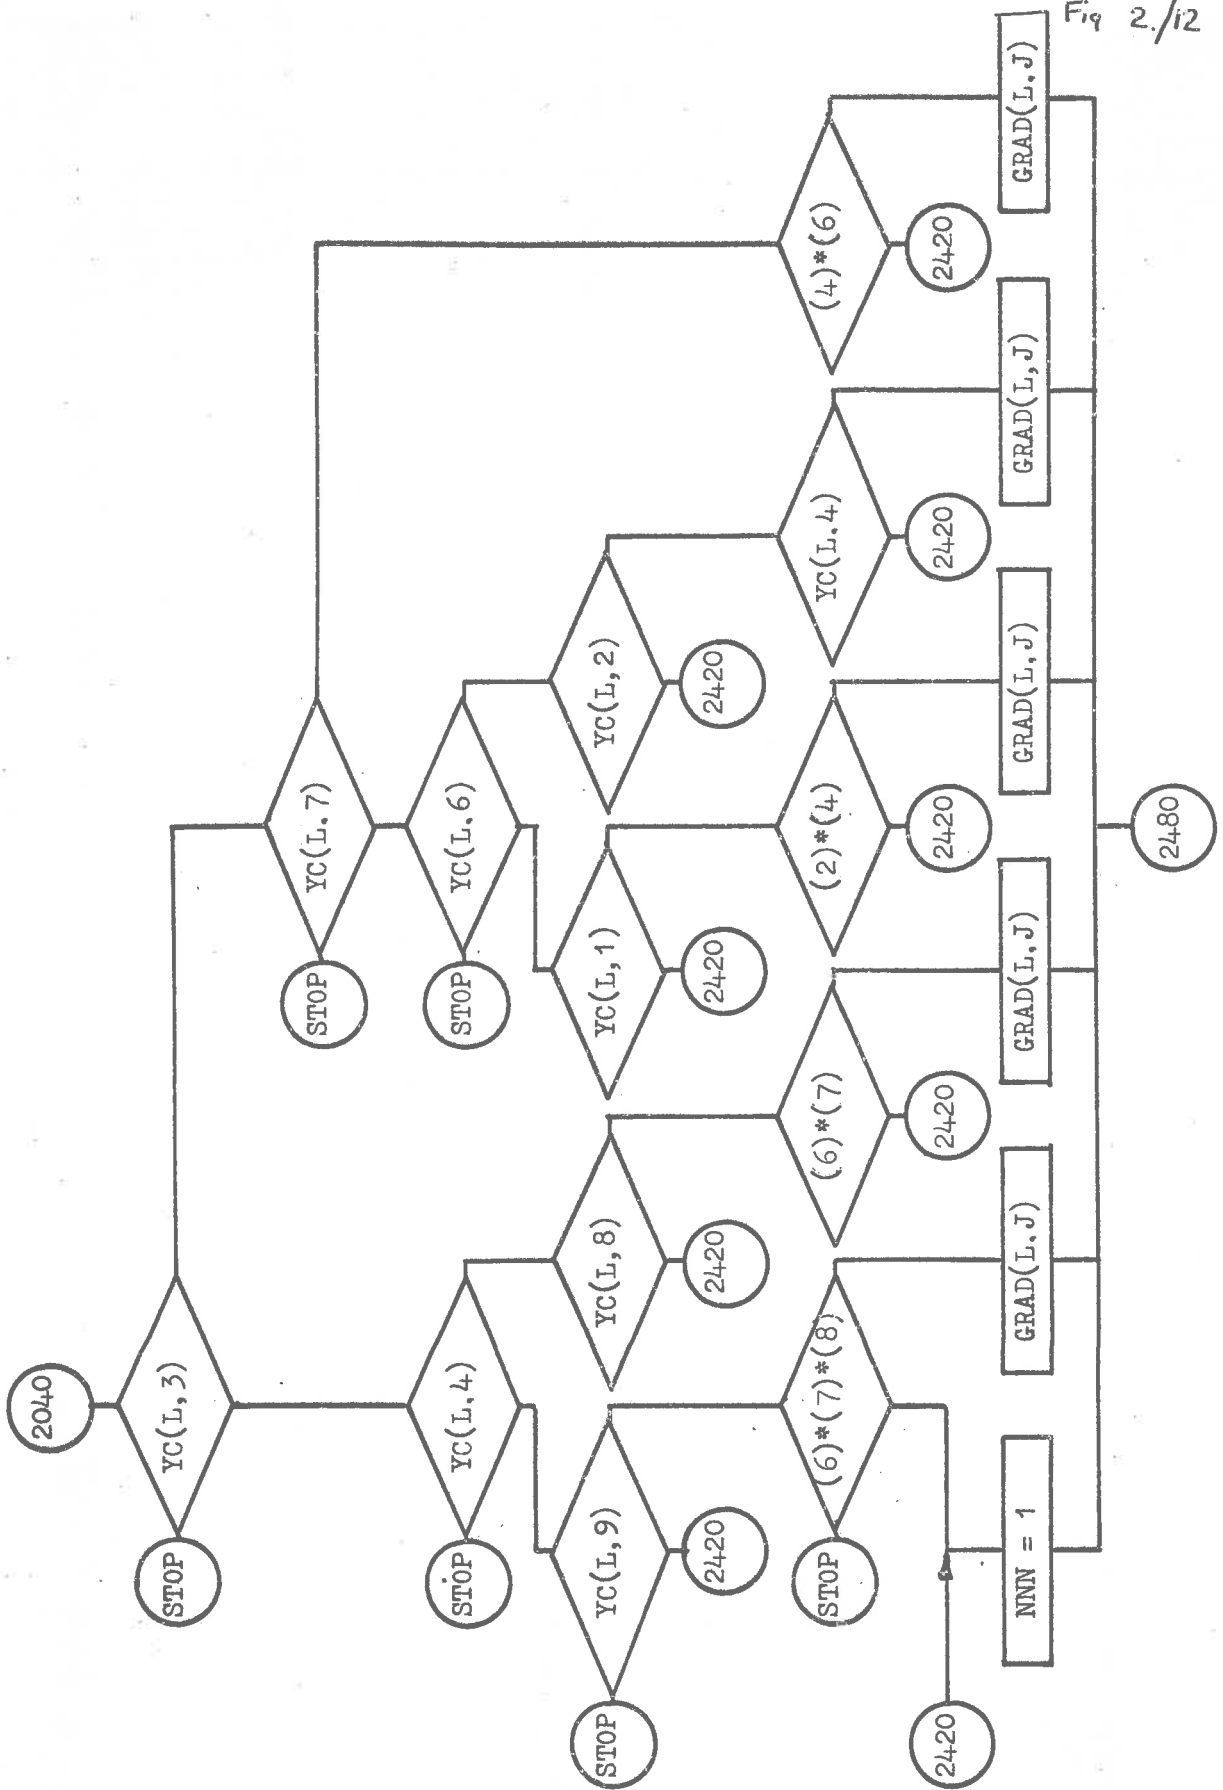 Fig 2./12
2040
YC(L,3)
STOP
YC(L.7)
STOP
YC(L.4)
STOP
YC(L.6)
STOP
YC(L,9)
STOP
2420
YC(L,8)
2420
YC(L,1)
2420
YC(L,2)
2420
(6)*(7)*(8)
STOP
(6)*(7)
2420
(2)*(4)
2420
YC(L.4)
2420
(4)*(6)
2420
2420
NNN = 1
GRAD(L.J)
GRAD(L.J)
GRAD(L.J)
GRAD(L,J)
GRAD(L.J)
2480